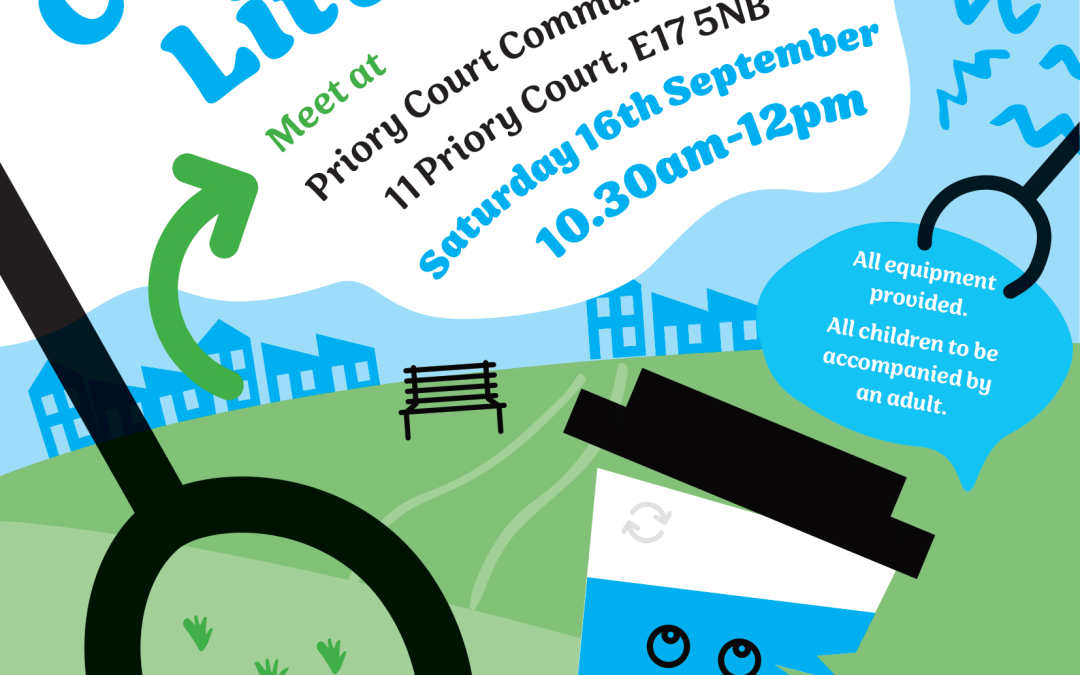 Meet at
Priory Court
11 Priory Court, E17 5NB
Saturday 16th September
10.30am-12pm
All equipment
provided.
All children to be
accompanied by
an adult.